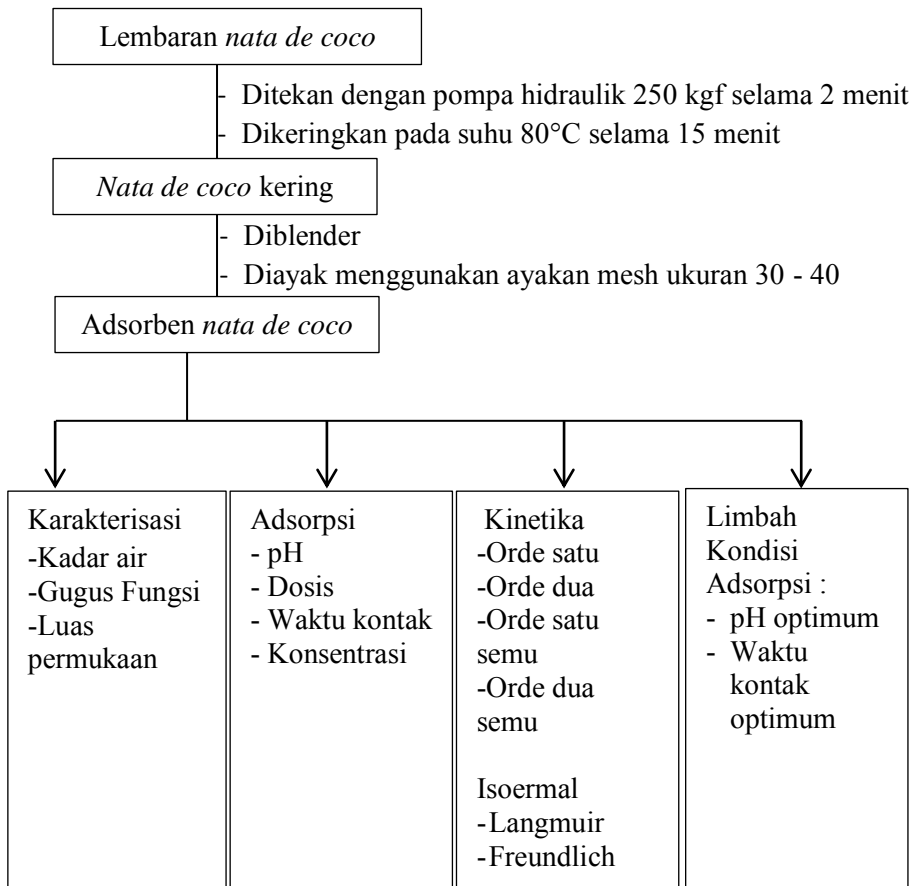 Lembaran nata de coco
- Ditekan dengan pompa hidraulik 250 kgf selama 2 menit
- Dikeringkan pada suhu 80°C selama 15 menit
Nata de coco kering
- Diblender
- Diayak menggunakan ayakan mesh ukuran 30 - 40
Adsorben nata de coco
Karakterisasi
-Kadar air
-Gugus Fungsi
-Luas
permukaan
Adsorpsi
- pH
- Dosis
- Waktu kontak
- Konsentrasi
Kinetika
-Orde satu
-Orde dua
-Orde satu
semu
-Orde dua
semu
Isoermal
-Langmuir
-Freundlich
Limbah
Kondisi
Adsorpsi :
- pH optimum
- Waktu
kontak
optimum